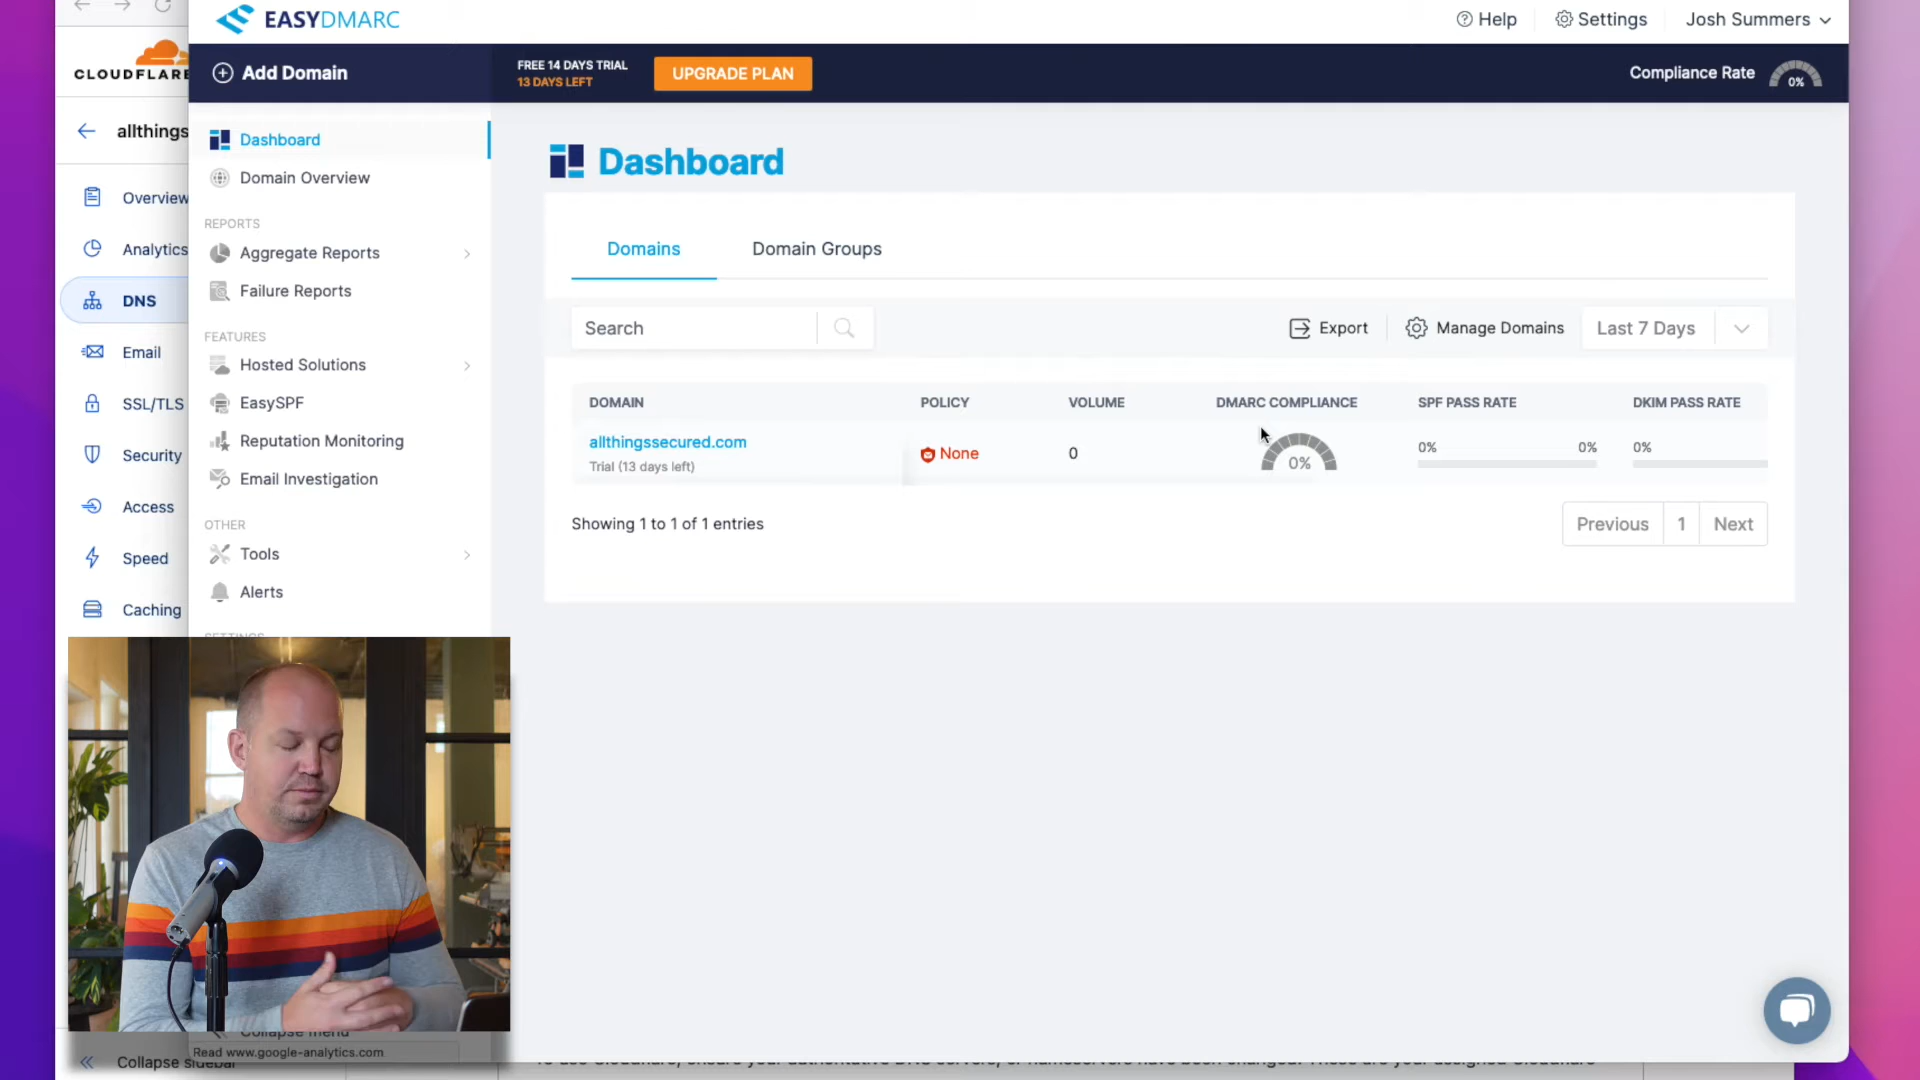 EASYDMARC
Help
Settings
Josh Summers
CLOUDFLARE
Add Domain
FREE 14 DAYS TRIAL
13 DAYS LEFT
UPGRADE PLAN
Compliance Rate
0%
allthings
Overview
Analytics
DNS
Email
SSL/TLS
Security
Access
Speed
Caching
Dashboard
Domain Overview
REPORTS
Aggregate Reports
Failure Reports
FEATURES
Hosted Solutions
EasySPF
Reputation Monitoring
Email Investigation
OTHER
Tools
Alerts
SETTINGS
Dashboard
Domains Domain Groups
Search
Export
Manage Domains
Last 7 Days
DOMAIN POLICY VOLUME DMARC COMPLIANCE SPF PASS RATE DKIM PASS RATE
allthingssecured.com
Trial (13 days left)
None
0
0%
0% 0%
0%
Showing 1 to 1 of 1 entries
Previous 1 Next
Collapse menu
Read www.google-analytics.com
Collapse sidebar